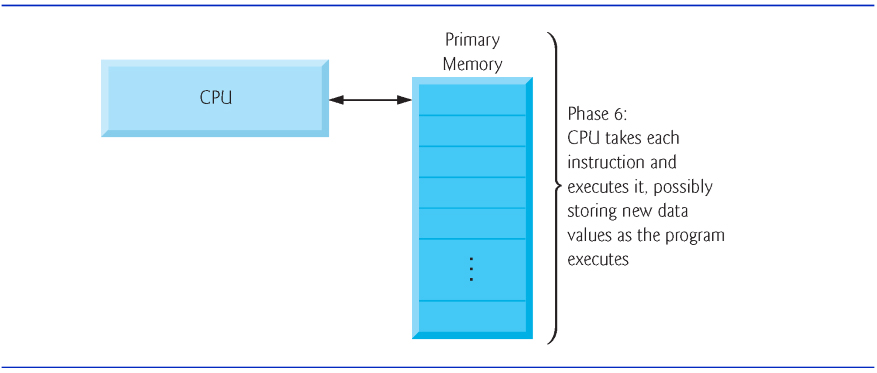 Primary
Memory
CPU
Phase 6:
CPU takes each
instruction and
executes it, possibly
storing new data
values as the program
executes